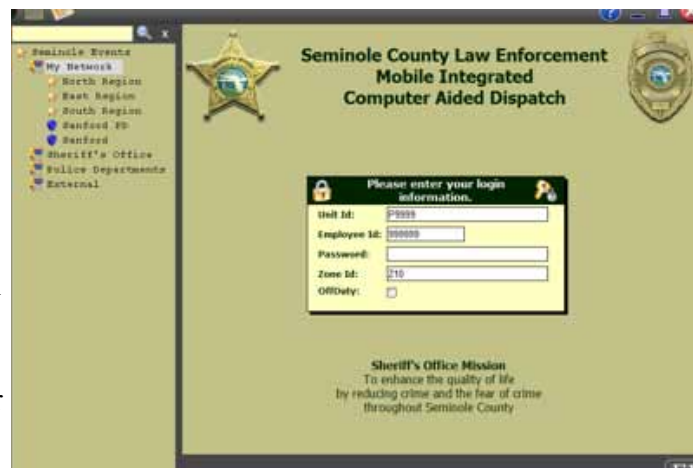 x
Seminole Events
My Network
North Region
East Region
South Region
Sanford PD
Sanford
Sheriff's Office
Police Departments
External
Seminole County Law Enforcement
Mobile Integrated
Computer Aided Dispatch
Please enter your login
information.
Unit Id: P9999
Employee Id: 999999
Password:
Zone Id: Z10
OffDuty:
Sheriff's Office Mission
To enhance the quality of life
by reducing crime and the fear of crime
throughout Seminole County